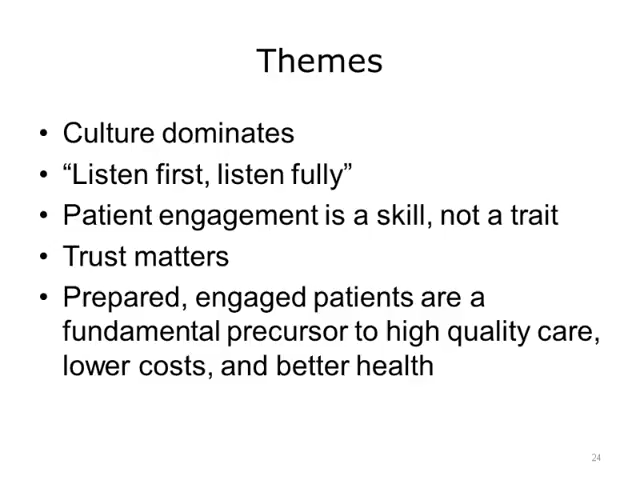 Themes
• Culture dominates
• “Listen first, listen fully”
• Patient engagement is a skill, not a trait
• Trust matters
• Prepared, engaged patients are a
fundamental precursor to high quality care,
lower costs, and better health
24